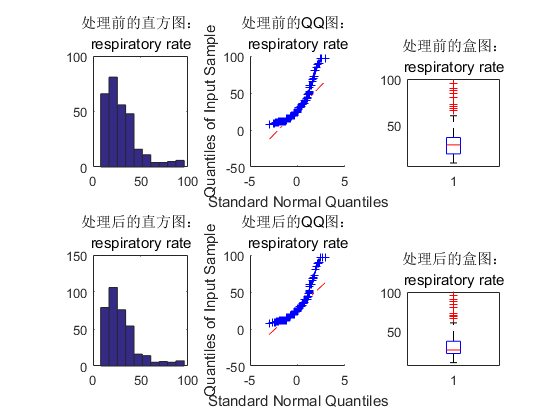 处理前的直方图：
respiratory rate
100
50
0
0
50
100
处理前的QQ图：
respiratory rate
Quantiles of Input Sample
100
50
0
-50
-5
0
5
Standard Normal Quantiles
处理前的盒图：
respiratory rate
100
50
1
处理后的直方图：
respiratory rate
150
100
50
0
0
50
100
处理后的QQ图：
respiratory rate
Quantiles of Input Sample
100
50
0
-50
-5
0
5
Standard Normal Quantiles
处理后的盒图：
respiratory rate
50
1